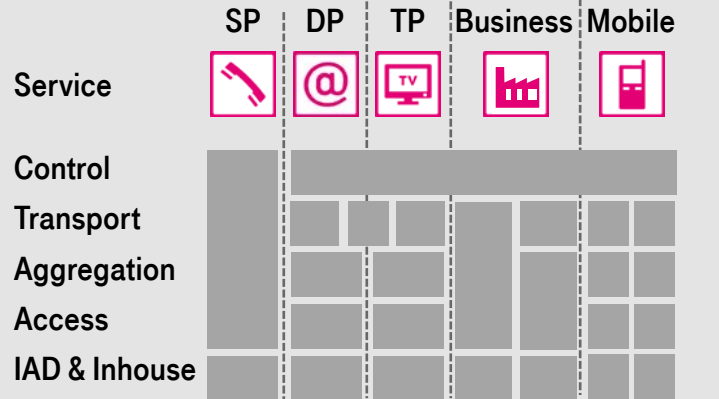 SP DP TP Business Mobile
Service
TV
Control
Transport
Aggregation
Access
IAD & Inhouse